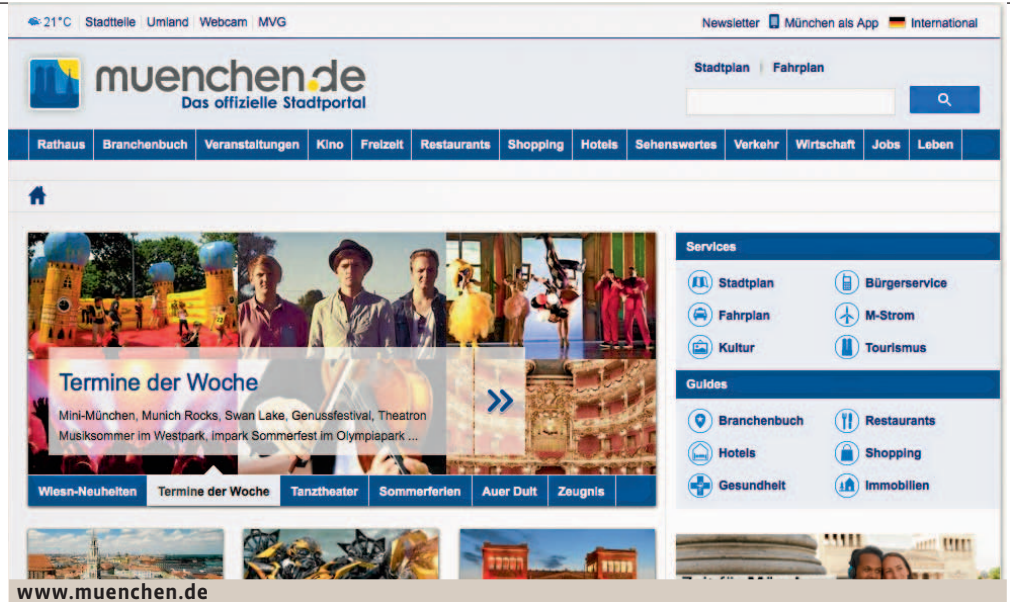 21°C Stadtteile Umland Webcam MVG
Newsletter München als App International
muenchen.de
Das offizielle Stadtportal
Stadtplan Fahrplan
Rathaus Branchenbuch Veranstaltungen Kino Freizeit Restaurants Shopping Hotels Sehenswertes Verkehr Wirtschaft Jobs Leben
Termine der Woche
Mini-München, Munich Rocks, Swan Lake, Genussfestival, Theatron
Musiksommer im Westpark, impark Sommerfest im Olympiapark ...
Wiesn-Neuheiten Termine der Woche Tanztheater Sommerferien Auer Dult Zeugnis
Services
Stadtplan Bürgerservice
Fahrplan M-Strom
Kultur Tourismus
Guides
Branchenbuch Restaurants
Hotels Shopping
Gesundheit Immobilien
www.muenchen.de